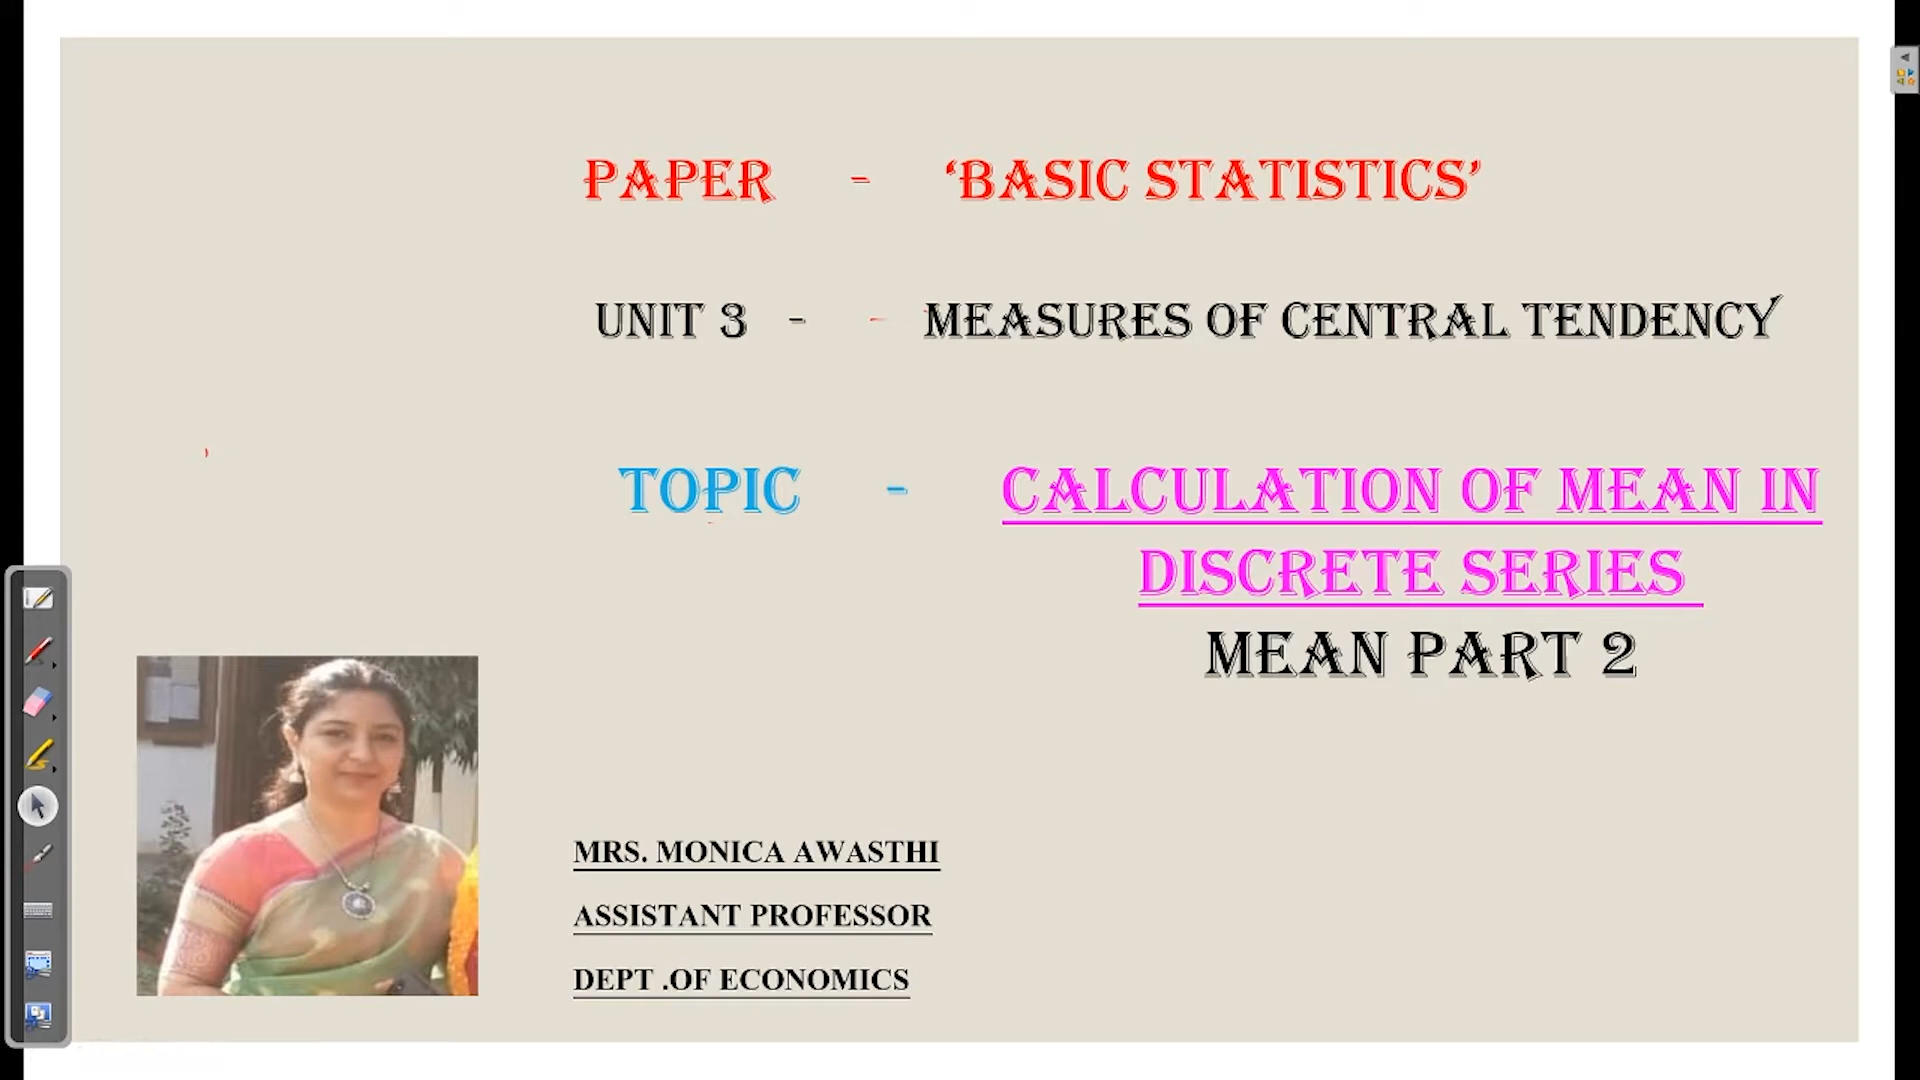 PAPER - ‘BASIC STATISTICS’
UNIT 3 - MEASURES OF CENTRAL TENDENCY
TOPIC - CALCULATION OF MEAN IN
DISCRETE SERIES
MEAN PART 2
MRS. MONICA AWASTHI
ASSISTANT PROFESSOR
DEPT .OF ECONOMICS